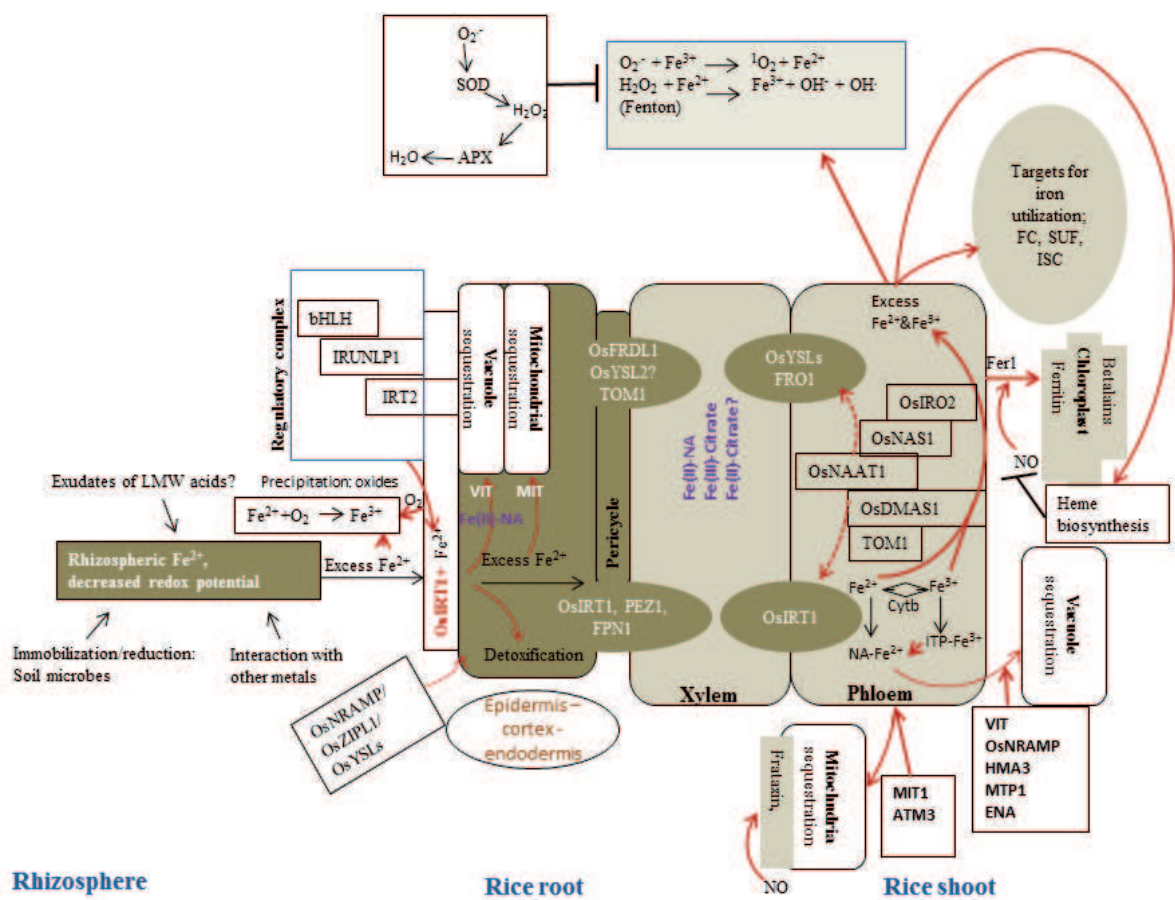 O₂·⁻
SOD
H₂O₂
APX
H₂O
O₂·⁻ + Fe³⁺ → ¹O₂ + Fe²⁺
H₂O₂ + Fe²⁺ → Fe³⁺ + OH⁻ + OH·
(Fenton)
Targets for
iron
utilization;
FC, SUF,
ISC
Regulatory complex
bHLH
IRUNLP1
IRT2
Vacuole
sequestration
Mitochondrial
sequestration
VIT
MIT
Fe(II)-NA
OsFRDL1
OsYSL2?
TOM1
Pericycle
Fe(II)-NA
Fe(III)-Citrate
Fe(II)-Citrate?
OsYSLs
FRO1
Excess
Fe²⁺&Fe³⁺
OsIRO2
OsNAS1
OsNAAT1
OsDMAS1
TOM1
Fer1
Betalains
Chloroplast
Ferritin
NO
Heme
biosynthesis
Exudates of LMW acids?
Precipitation: oxides
Fe²⁺+O₂ → Fe³⁺
O₂
Rhizospheric Fe²⁺,
decreased redox potential
Excess Fe²⁺
OsIRT1+ Fe²⁺
Excess Fe²⁺
OsIRT1, PEZ1,
FPN1
OsIRT1
Fe²⁺
Fe³⁺
Cytb
NA-Fe²⁺
ITP-Fe³⁺
Vacuole
sequestration
Immobilization/reduction:
Soil microbes
Interaction with
other metals
Detoxification
OsNRAMP/
OsZIPL1/
OsYSLs
Epidermis –
cortex -
endodermis
Xylem
Phloem
Mitochndria
sequestration
Frataxin,
NO
MIT1
ATM3
VIT
OsNRAMP
HMA3
MTP1
ENA
Rhizosphere
Rice root
Rice shoot